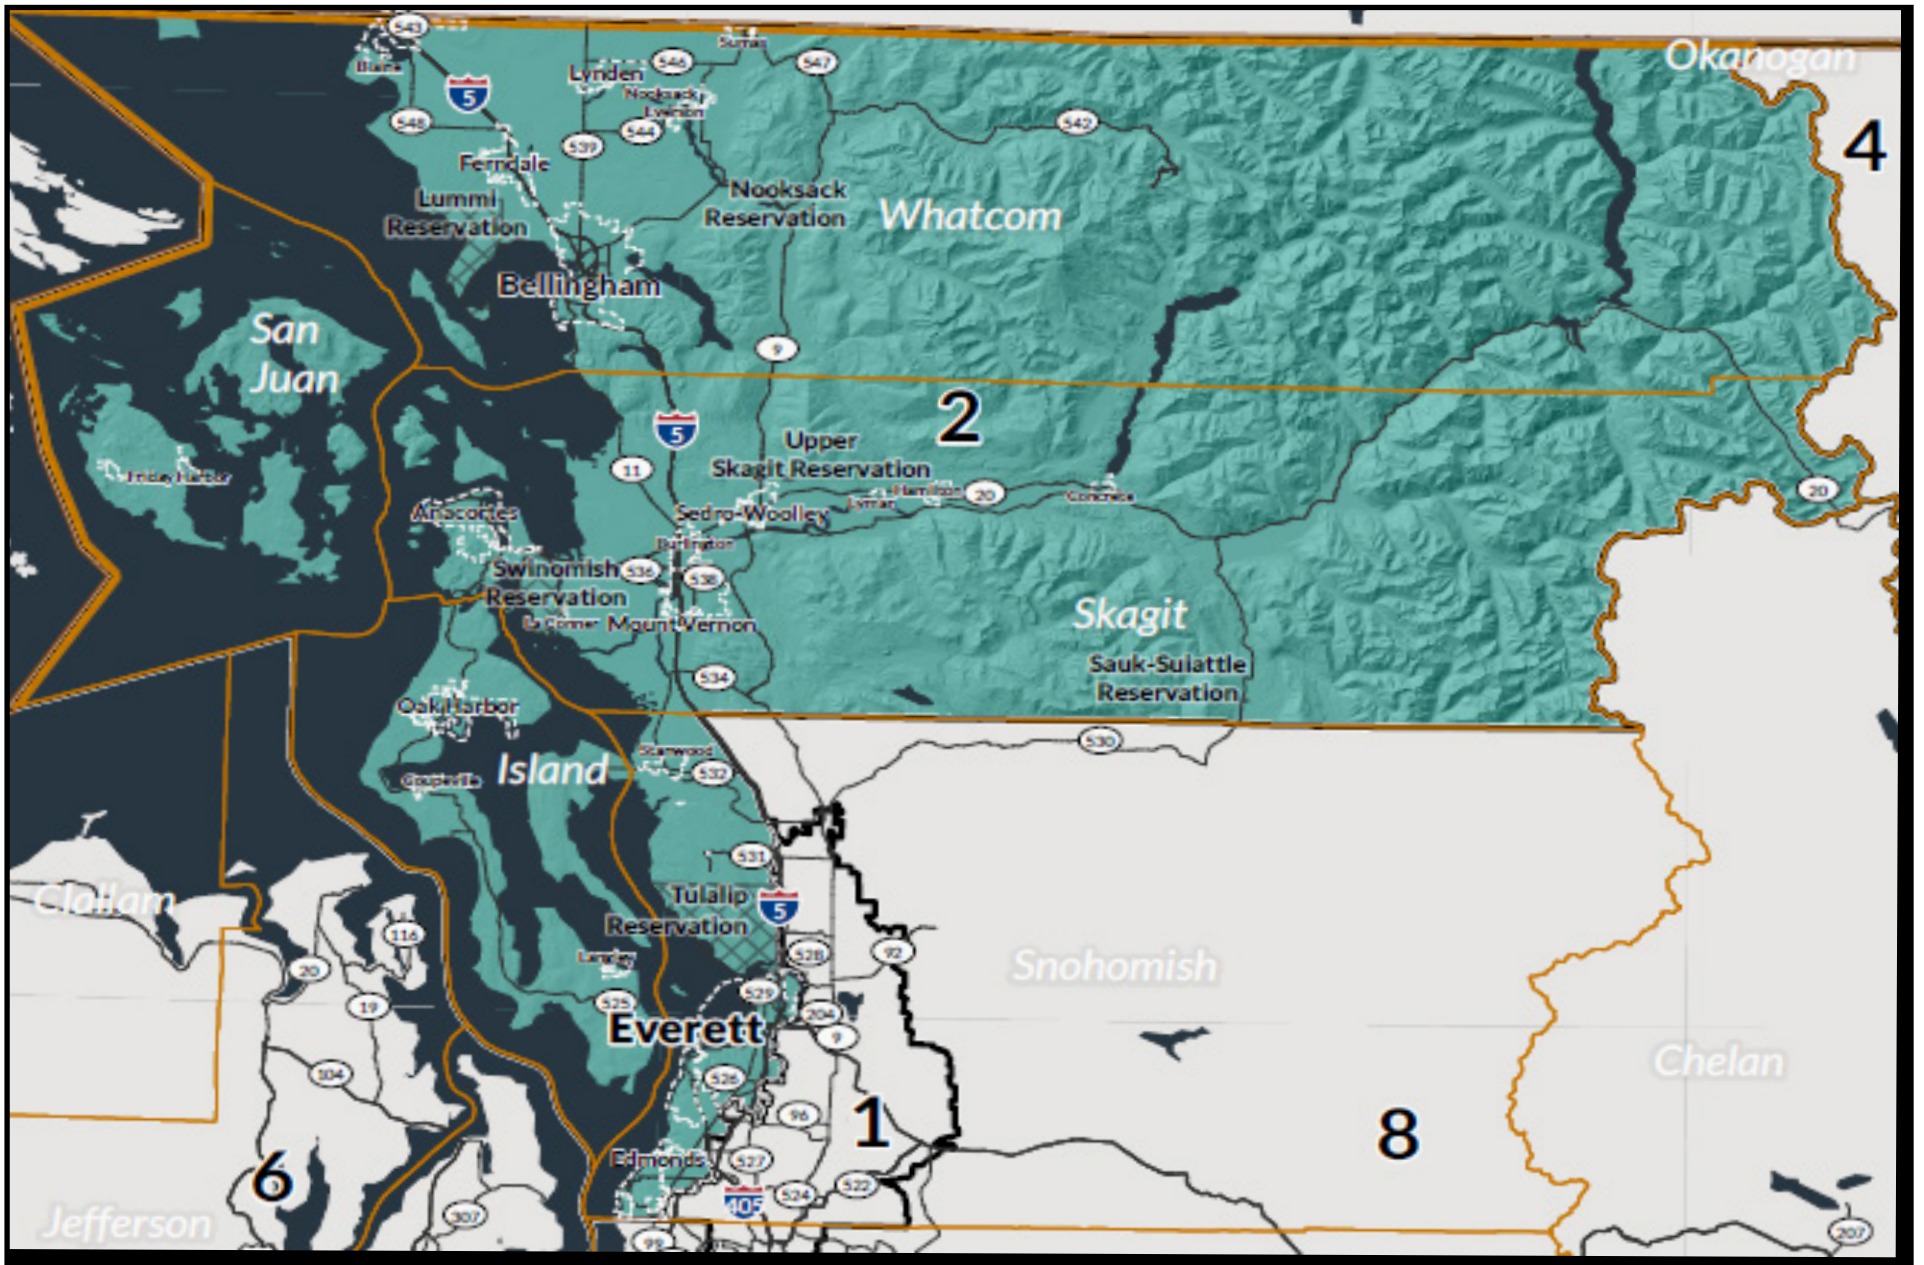 543
Sumas
Okanogan
Blaine
Lynden
546
547
5
Nooksack
Everson
4
548
544
542
539
Ferndale
Lummi
Reservation
Nooksack
Reservation
Whatcom
Bellingham
San
Juan
9
2
5
Upper
Skagit Reservation
11
Friday Harbor
Hamilton
20
Concrete
20
Lyman
Anacortes
Sedro-Woolley
Burlington
Swinomish
Reservation
536
538
La Conner
Mount Vernon
Skagit
Sauk-Suiattle
Reservation
534
Oak Harbor
530
Stanwood
532
Island
Coupeville
531
Clallam
Tulalip
Reservation
5
116
528
92
Langley
Snohomish
20
19
525
529
204
9
Everett
Chelan
104
526
96
1
8
Edmonds
527
6
522
524
405
Jefferson
307
99
207